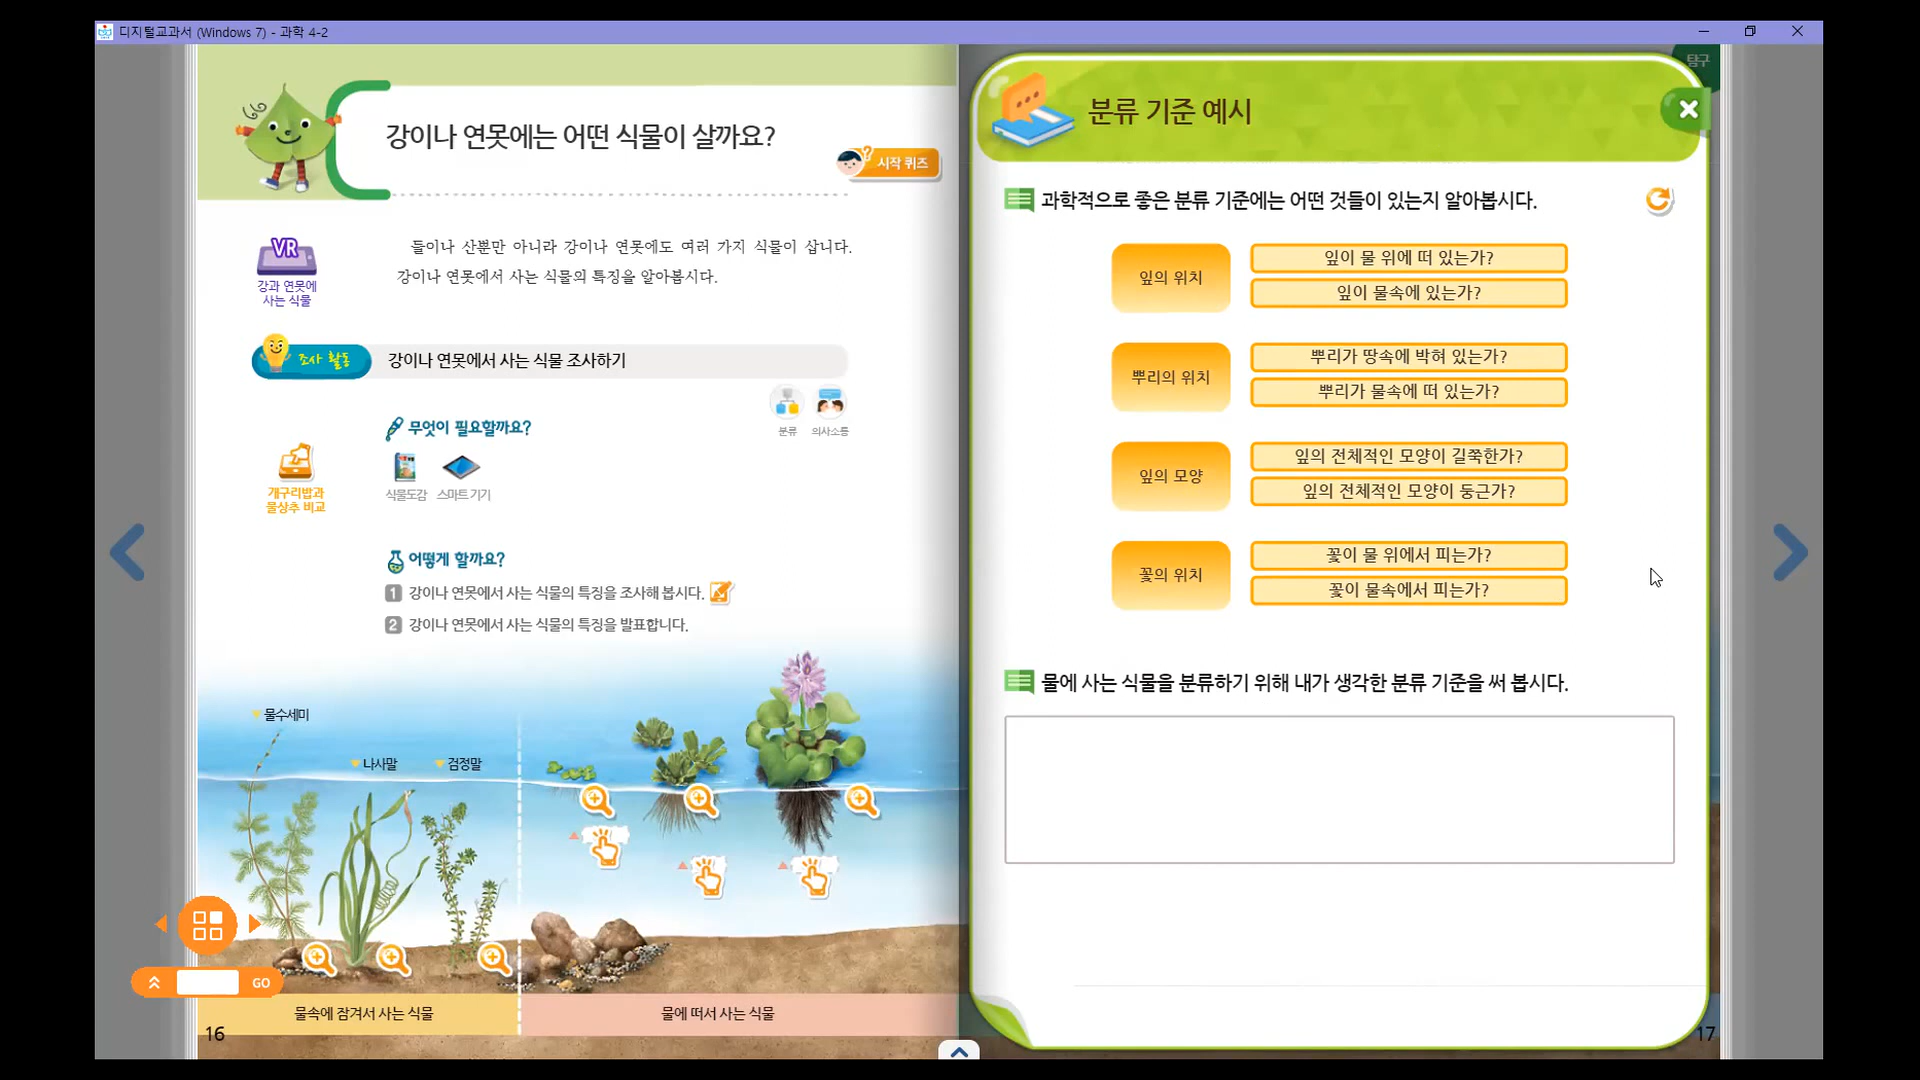 디지털교과서 (Windows 7) - 과학 4-2
강이나 연못에는 어떤 식물이 살까요?
시작 퀴즈
VR
강과 연못에
사는 식물
들이나 산뿐만 아니라 강이나 연못에도 여러 가지 식물이 삽니다.
강이나 연못에서 사는 식물의 특징을 알아봅시다.
조사 활동
강이나 연못에서 사는 식물 조사하기
분류
의사소통
무엇이 필요할까요?
식물도감
스마트 기기
개구리밥과
물상추 비교
어떻게 할까요?
1 강이나 연못에서 사는 식물의 특징을 조사해 봅시다.
2 강이나 연못에서 사는 식물의 특징을 발표합니다.
물수세미
나사말
검정말
GO
물속에 잠겨서 사는 식물
물에 떠서 사는 식물
16
탐구
분류 기준 예시
과학적으로 좋은 분류 기준에는 어떤 것들이 있는지 알아봅시다.
잎의 위치
잎이 물 위에 떠 있는가?
잎이 물속에 있는가?
뿌리의 위치
뿌리가 땅속에 박혀 있는가?
뿌리가 물속에 떠 있는가?
잎의 모양
잎의 전체적인 모양이 길쭉한가?
잎의 전체적인 모양이 둥근가?
꽃의 위치
꽃이 물 위에서 피는가?
꽃이 물속에서 피는가?
물에 사는 식물을 분류하기 위해 내가 생각한 분류 기준을 써 봅시다.
17